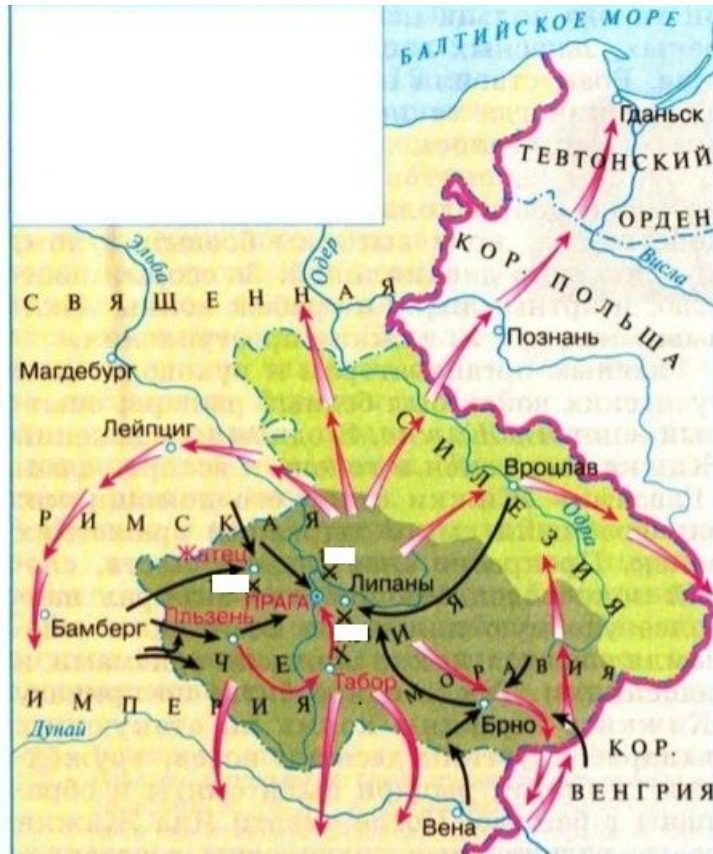 БАЛТИЙСКОЕ МОРЕ
Гданьск
ТЕВТОНСКИЙ
ОРДЕН
Висла
КОР. ПОЛЬША
Эльба
Одер
СВЯЩЕННАЯ
Познань
Магдебург
Лейпциг
СИЛЕЗИЯ
Вроцлав
Одра
РИМСКАЯ
Жатец
ПРАГА
Липаны
Бамберг
Пльзень
ЧЕХИЯ
Табор
МОРАВИЯ
ИМПЕРИЯ
Дунай
Брно
КОР.
ВЕНГРИЯ
Вена